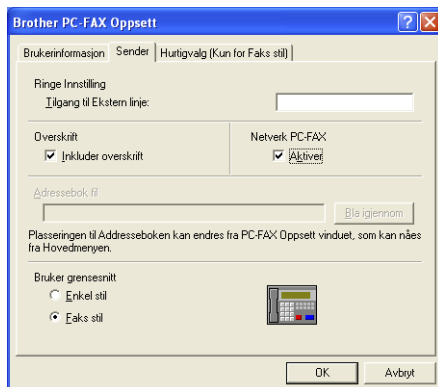 Brother PC-FAX Oppsett
Brukerinformasjon Sender Hurtigvalg (Kun for Faks stil)
Ringe Innstilling
Tilgang til Ekstern linje:
Overskrift Netverk PC-FAX
Inkluder overskrift Aktiver
Adressebok fil
Bla igjennom
Plasseringen til Addresseboken kan endres fra PC-FAX Oppsett vinduet, som kan nåes
fra Hovedmenyen.
Bruker grensesnitt
Enkel stil
Faks stil
OK Avbryt